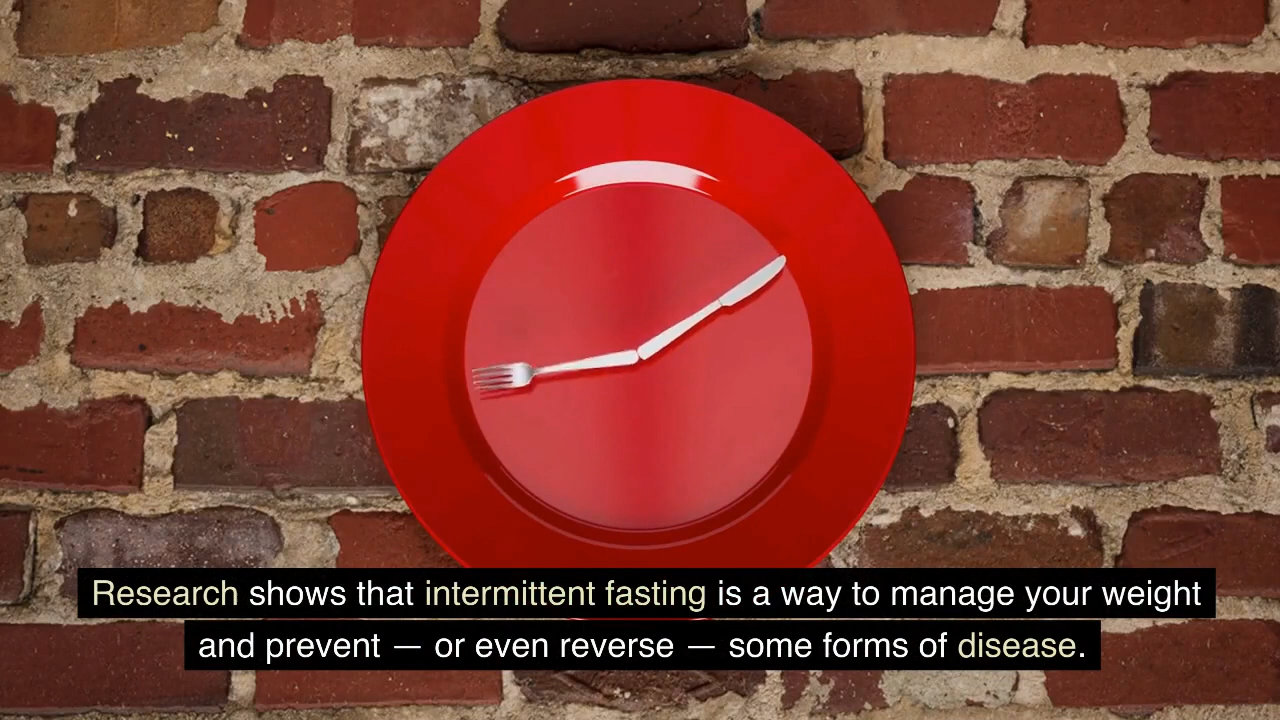 Research shows that intermittent fasting is a way to manage your weight
and prevent — or even reverse — some forms of disease.